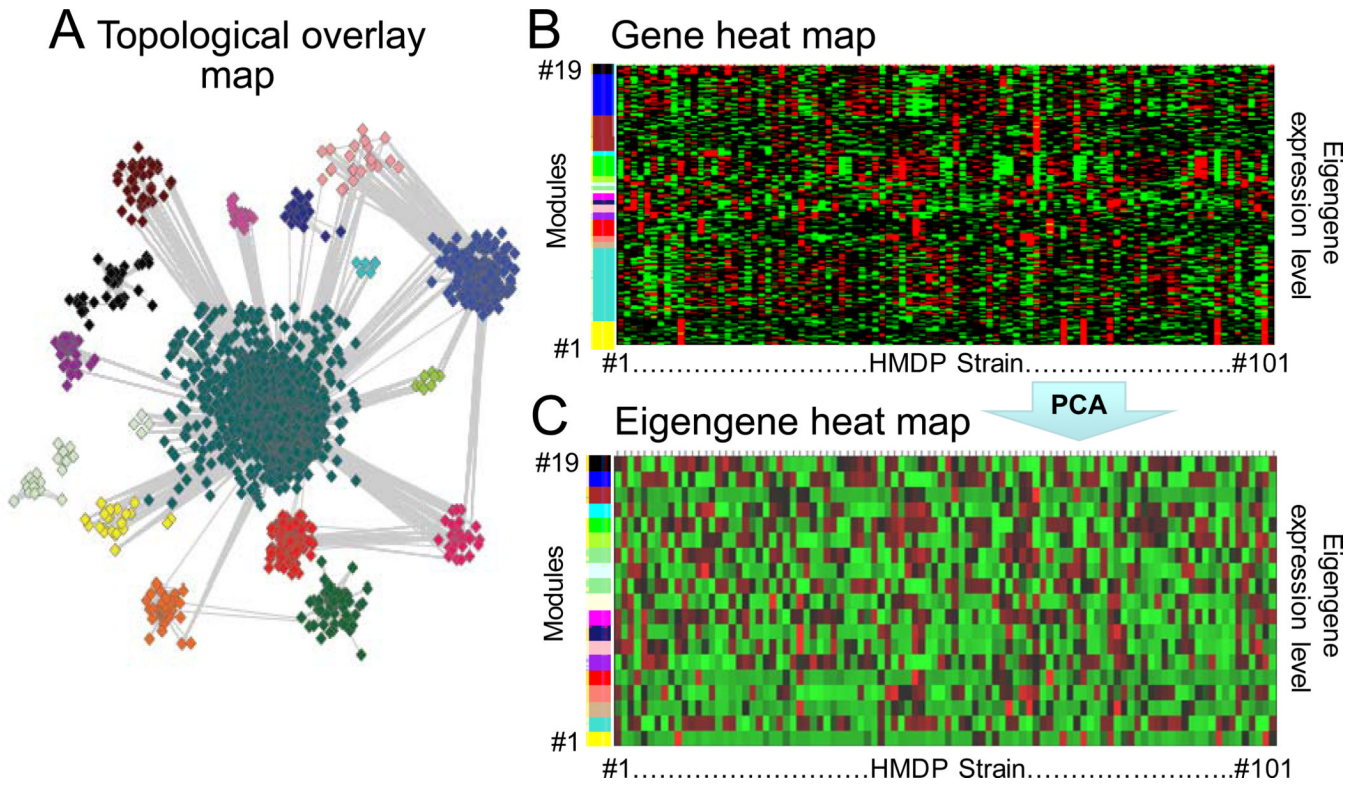 A Topological overlay
map
B Gene heat map
#19
Modules
#1
Eigengene
expression level
#1............................HMDP Strain.........................#101
PCA
C Eigengene heat map
#19
Modules
#1
Eigengene
expression level
#1............................HMDP Strain.........................#101